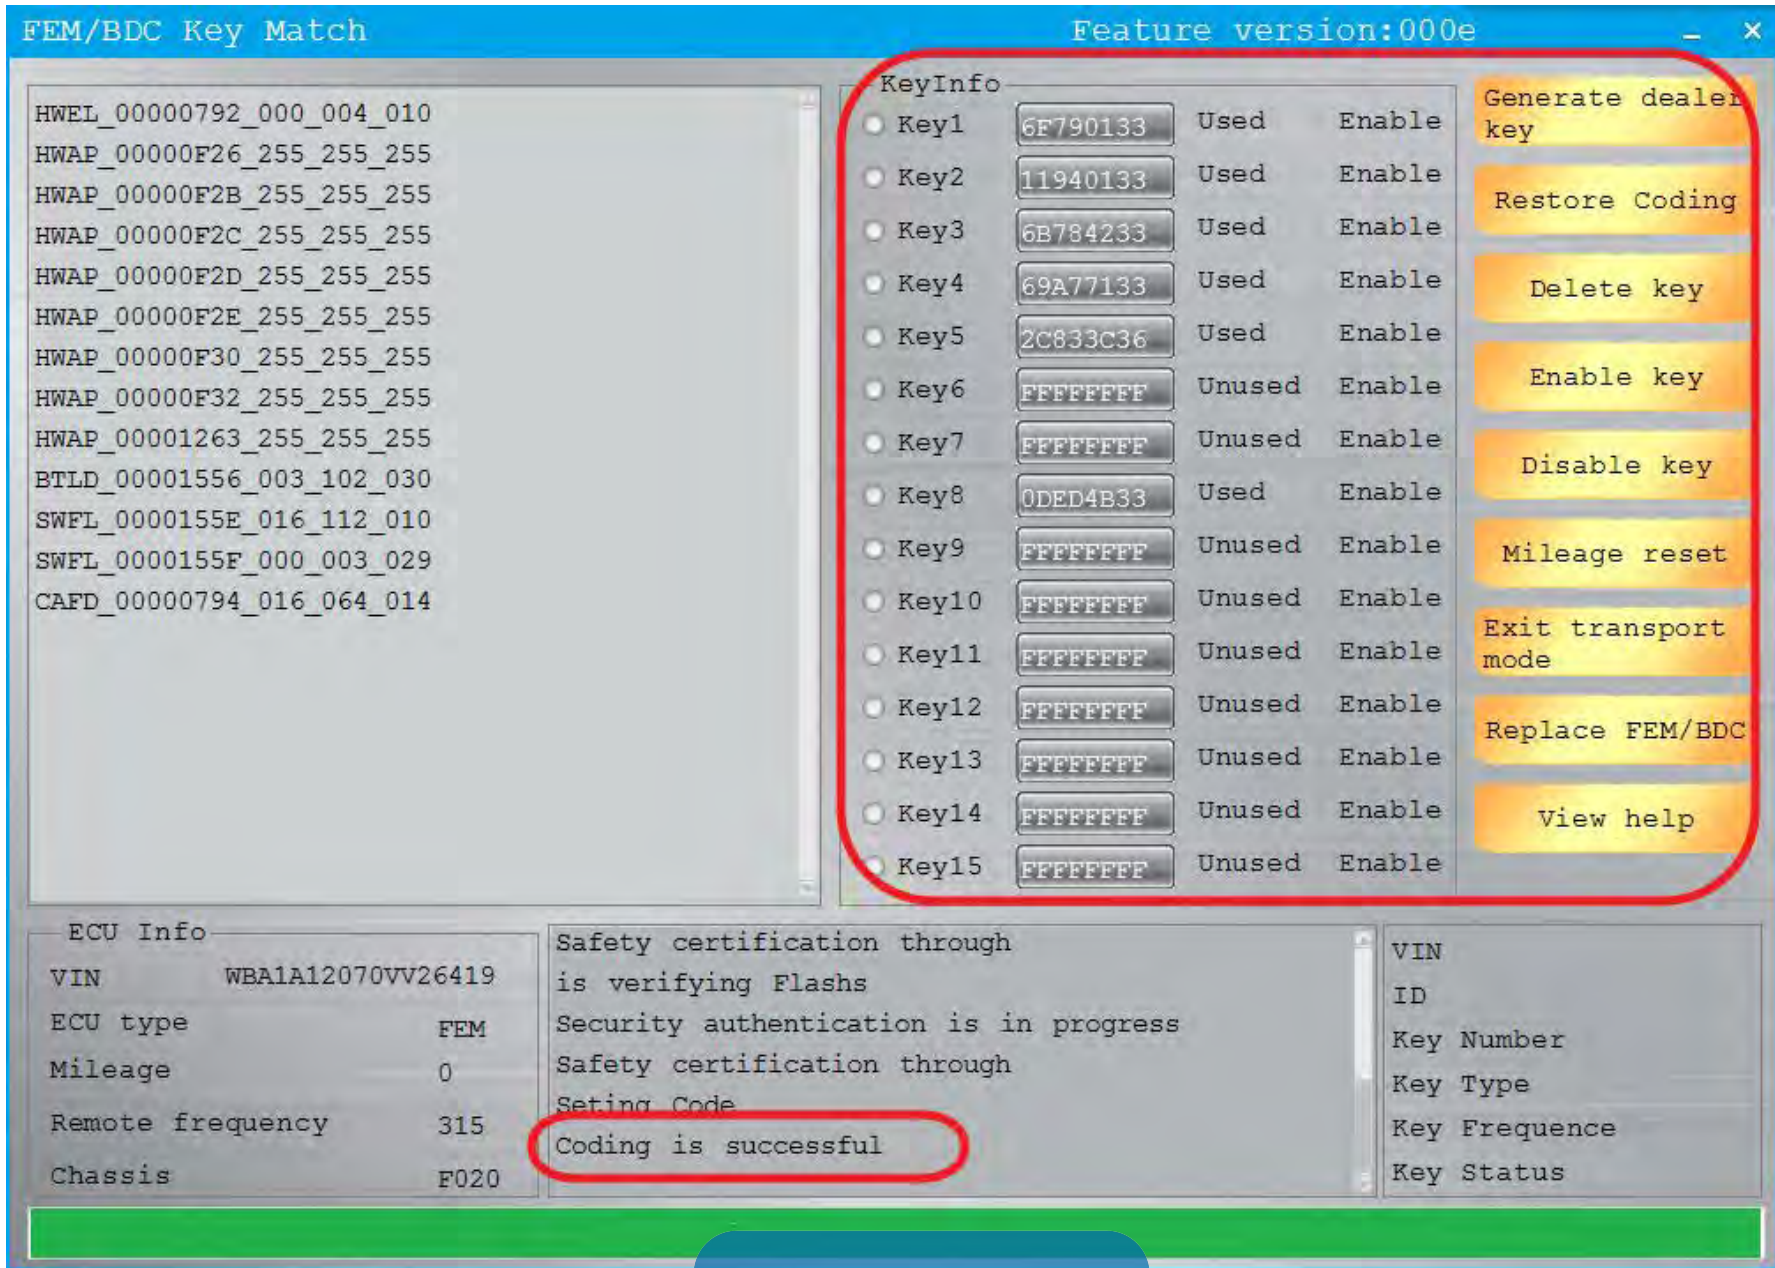 FEM/BDC Key Match Feature version:000e
HWEL_00000792_000_004_010
HWAP_00000F26_255_255_255
HWAP_00000F2B_255_255_255
HWAP_00000F2C_255_255_255
HWAP_00000F2D_255_255_255
HWAP_00000F2E_255_255_255
HWAP_00000F30_255_255_255
HWAP_00000F32_255_255_255
HWAP_00001263_255_255_255
BTLD_00001556_003_102_030
SWFL_0000155E_016_112_010
SWFL_0000155F_000_003_029
CAFD_00000794_016_064_014
KeyInfo
Key1 6F790133 Used Enable
Key2 11940133 Used Enable
Key3 6B784233 Used Enable
Key4 69A77133 Used Enable
Key5 2C833C36 Used Enable
Key6 FFFFFFFF Unused Enable
Key7 FFFFFFFF Unused Enable
Key8 0DED4B33 Used Enable
Key9 FFFFFFFF Unused Enable
Key10 FFFFFFFF Unused Enable
Key11 FFFFFFFF Unused Enable
Key12 FFFFFFFF Unused Enable
Key13 FFFFFFFF Unused Enable
Key14 FFFFFFFF Unused Enable
Key15 FFFFFFFF Unused Enable
Generate dealer
key
Restore Coding
Delete key
Enable key
Disable key
Mileage reset
Exit transport
mode
Replace FEM/BDC
View help
ECU Info
VIN WBA1A12070VV26419
ECU type FEM
Mileage 0
Remote frequency 315
Chassis F020
Safety certification through
is verifying Flashs
Security authentication is in progress
Safety certification through
Seting Code
Coding is successful
VIN
ID
Key Number
Key Type
Key Frequence
Key Status